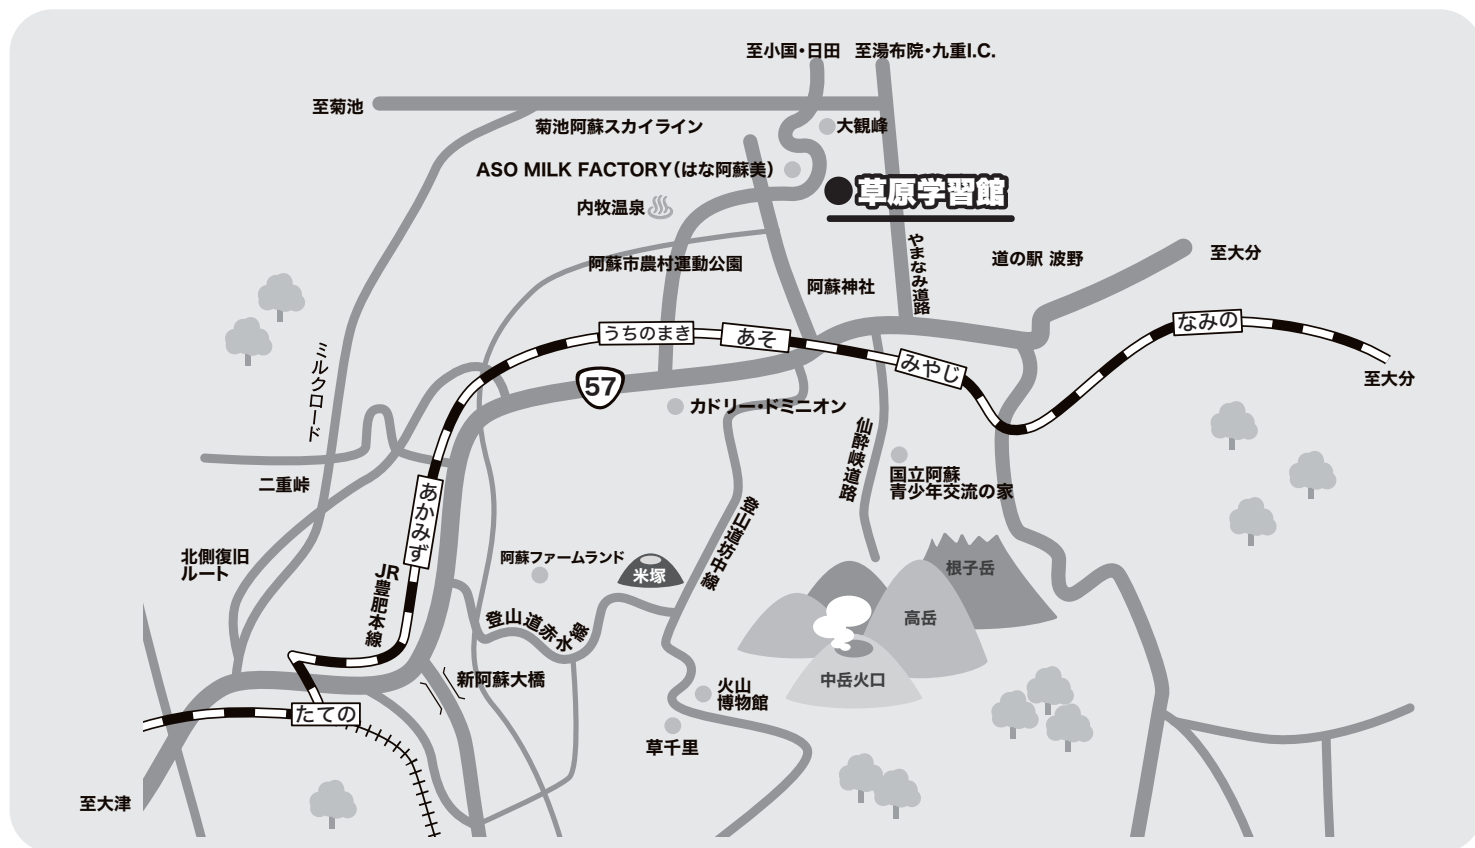 至小国・日田
至湯布院・九重I.C.
至菊池
菊池阿蘇スカイライン
大観峰
ASO MILK FACTORY（はな阿蘇美）
草原学習館
内牧温泉
やまなみ道路
道の駅 波野
至大分
阿蘇市農村運動公園
阿蘇神社
なみの
うちのまき
あそ
みやじ
至大分
ミルクロード
57
カドリー・ドミニオン
仙酔峡道路
国立阿蘇
青少年交流の家
二重峠
あかみず
登山道坊中線
北側復旧
ルート
JR豊肥本線
阿蘇ファームランド
米塚
根子岳
高岳
登山道赤水線
中岳火口
新阿蘇大橋
火山
博物館
たての
草千里
至大津